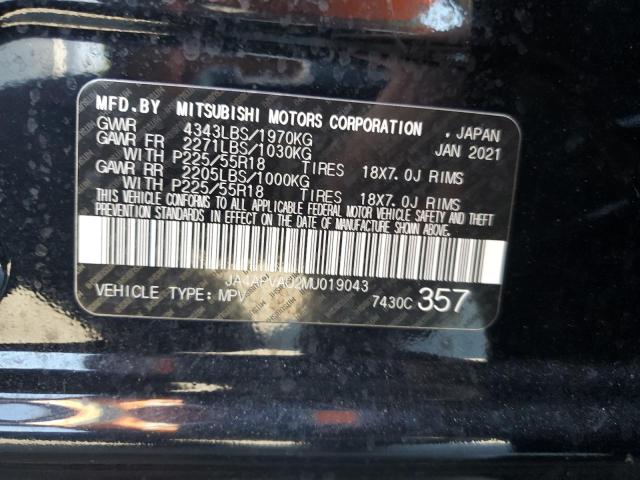 MFD.BY MITSUBISHI MOTORS CORPORATION . JAPAN
GVWR 4343LBS/1970KG JAN 2021
GAWR FR 2271LBS/1030KG
WITH P225/55R18 TIRES 18X7.0J RIMS
GAWR RR 2205LBS/1000KG
WITH P225/55R18 TIRES 18X7.0J RIMS
THIS VEHICLE CONFORMS TO ALL APPLICABLE FEDERAL MOTOR VEHICLE SAFETY AND THEFT
PREVENTION STANDARDS IN EFFECT ON THE DATE OF MANUFACTURE SHOWN ABOVE.
JA4APVAU2MU019043
VEHICLE TYPE: MPV 7430C 357